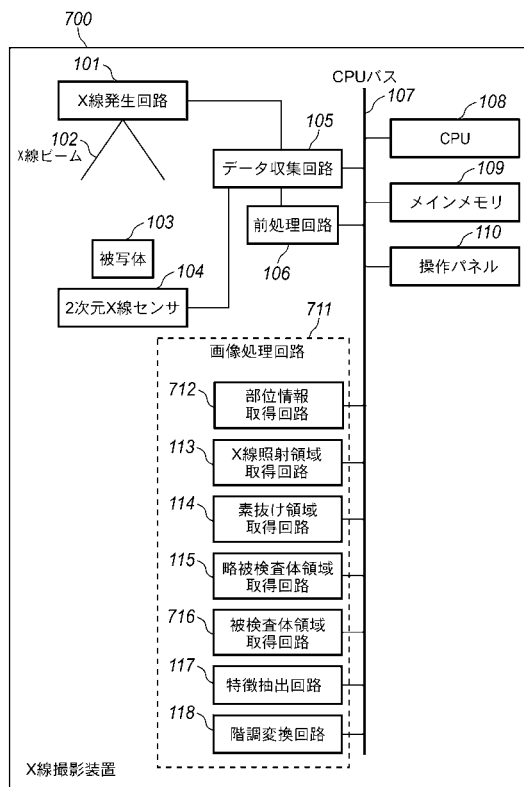 700
101
X線発生回路
102
X線ビーム
103
被写体
104
2次元X線センサ
105
データ収集回路
前処理回路
106
CPUバス
107
108
CPU
109
メインメモリ
110
操作パネル
711
画像処理回路
712
部位情報
取得回路
113
X線照射領域
取得回路
114
素抜け領域
取得回路
115
略被検査体領域
取得回路
716
被検査体領域
取得回路
117
特徴抽出回路
118
階調変換回路
X線撮影装置